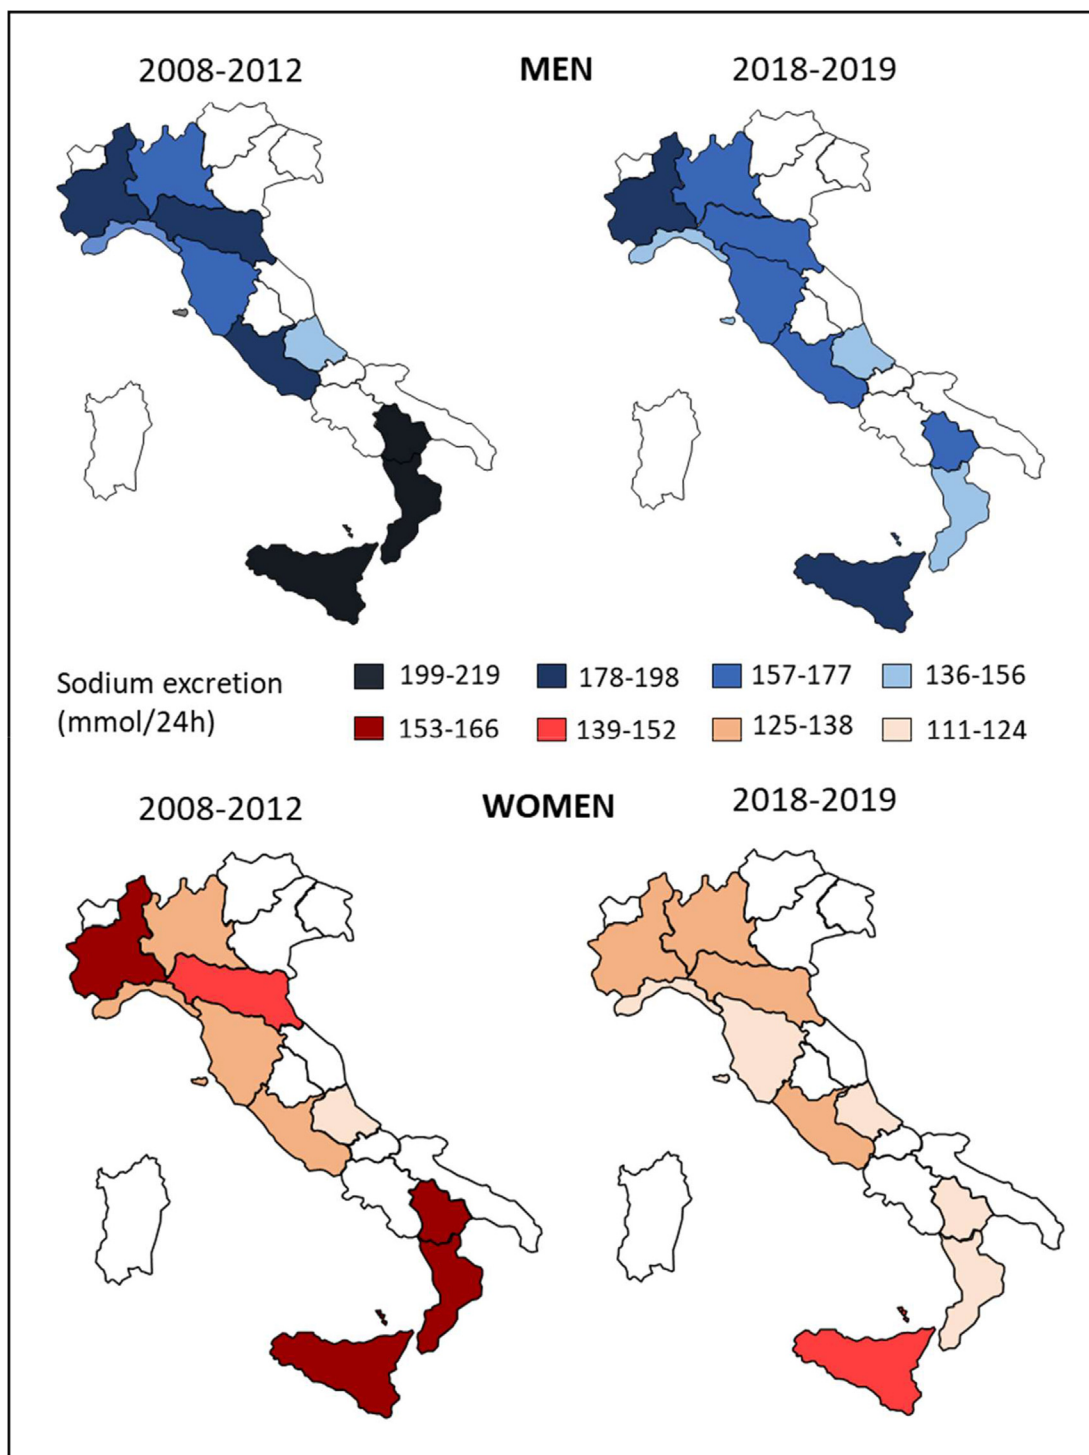 2008-2012 MEN 2018-2019
Sodium excretion
(mmol/24h)
199-219 178-198 157-177 136-156
153-166 139-152 125-138 111-124
2008-2012 WOMEN 2018-2019